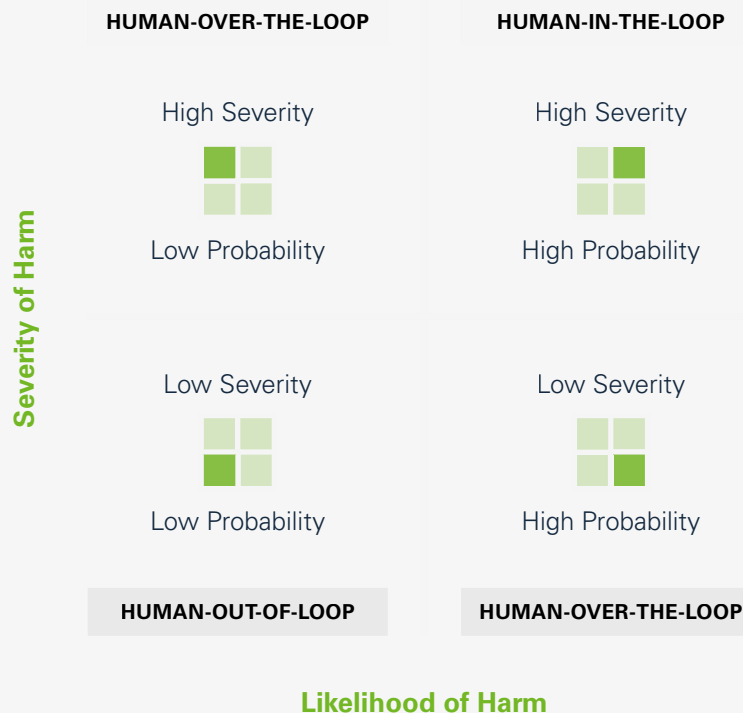 HUMAN-OVER-THE-LOOP
HUMAN-IN-THE-LOOP
High Severity
High Severity
Low Probability
High Probability
Severity of Harm
Low Severity
Low Severity
Low Probability
High Probability
HUMAN-OUT-OF-LOOP
HUMAN-OVER-THE-LOOP
Likelihood of Harm